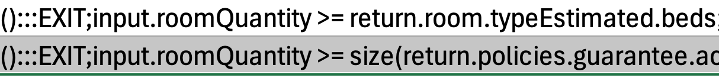 ():::EXIT;input.roomQuantity >= return.room.typeEstimated.beds;
():::EXIT;input.roomQuantity >= size(return.policies.guarantee.ac